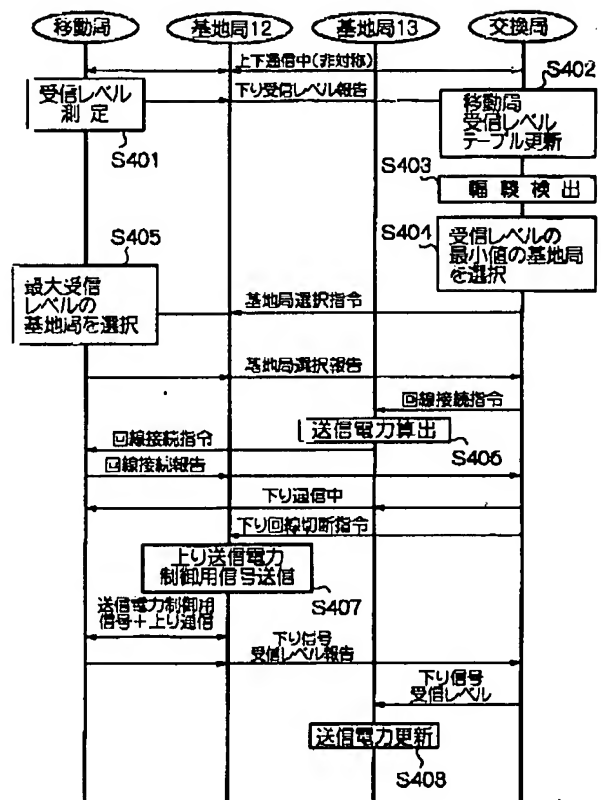 移動局
基地局12
基地局13
交換局
上下通信中(非対称)
S402
受信レベル
測定
下り受信レベル報告
移動局
受信レベル
テーブル更新
S401
S403
輻輳検出
S404
受信レベルの
最小値の基地局
を選択
S405
最大受信
レベルの
基地局を選択
基地局選択指令
基地局選択報告
回線接続指令
送信電力算出
回線接続指令
S406
回線接続報告
下り通信中
下り回線切断指令
上り送信電力
制御用信号送信
S407
送信電力制御用
信号+上り通信
下り信号
受信レベル報告
下り信号
受信レベル
送信電力更新
S408